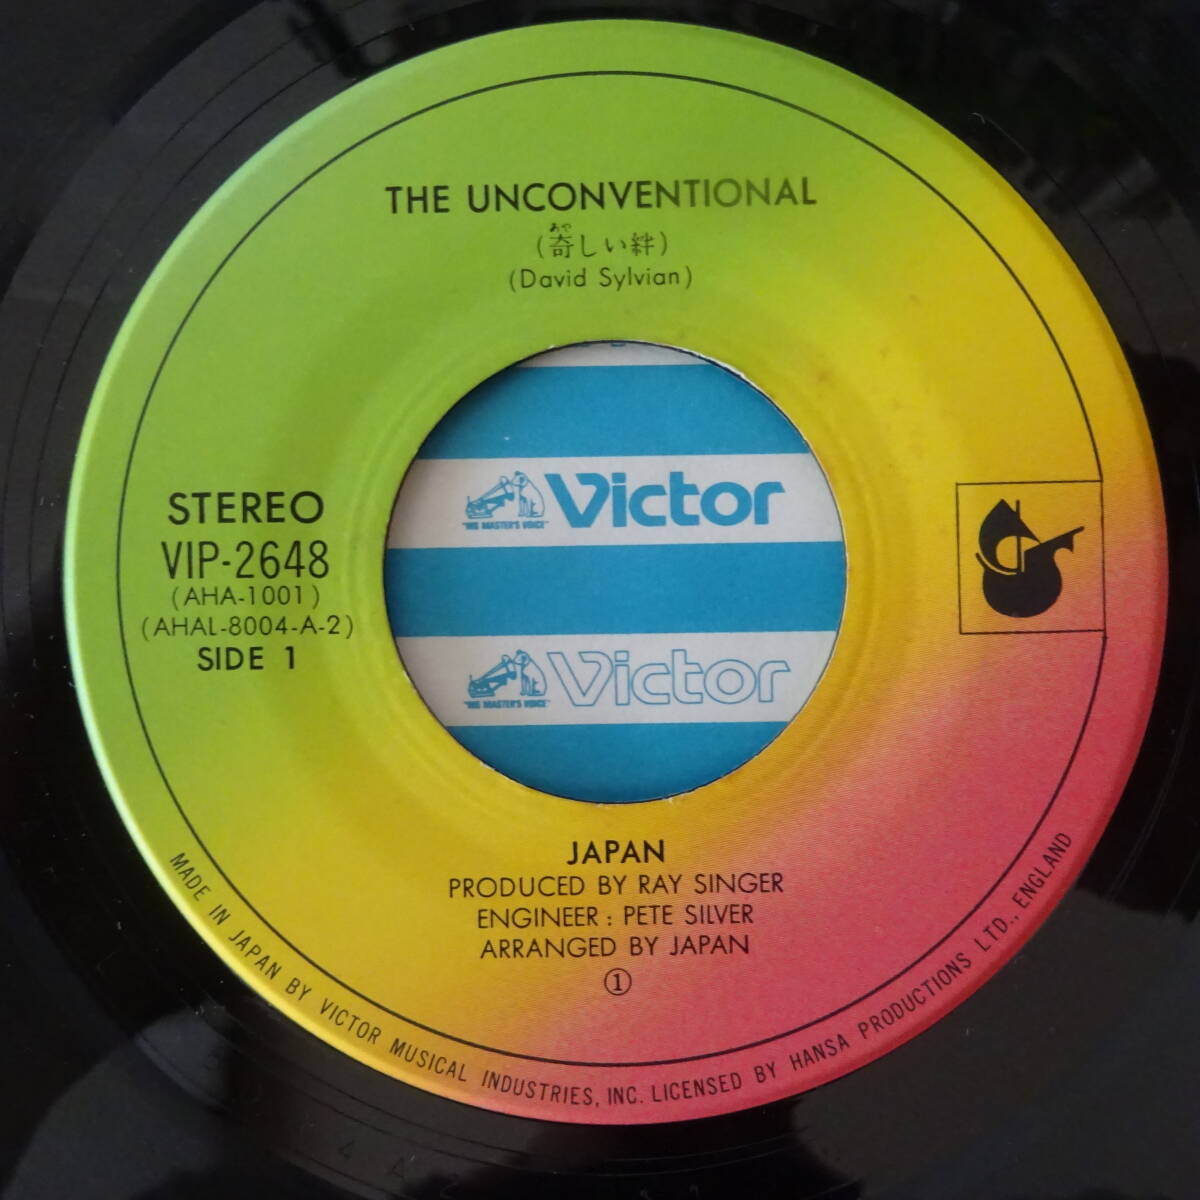 THE UNCONVENTIONAL
あや
(奇しい絆)
(David Sylvian)
STEREO
VIP-2648
(AHA-1001)
(AHAL-8004-A-2)
SIDE 1
"HIS MASTER'S VOICE" Victor
"HIS MASTER'S VOICE" Victor
JAPAN
PRODUCED BY RAY SINGER
ENGINEER: PETE SILVER
ARRANGED BY JAPAN
①
MADE IN JAPAN BY VICTOR MUSICAL INDUSTRIES, INC. LICENSED BY HANSA PRODUCTIONS LTD., ENGLAND